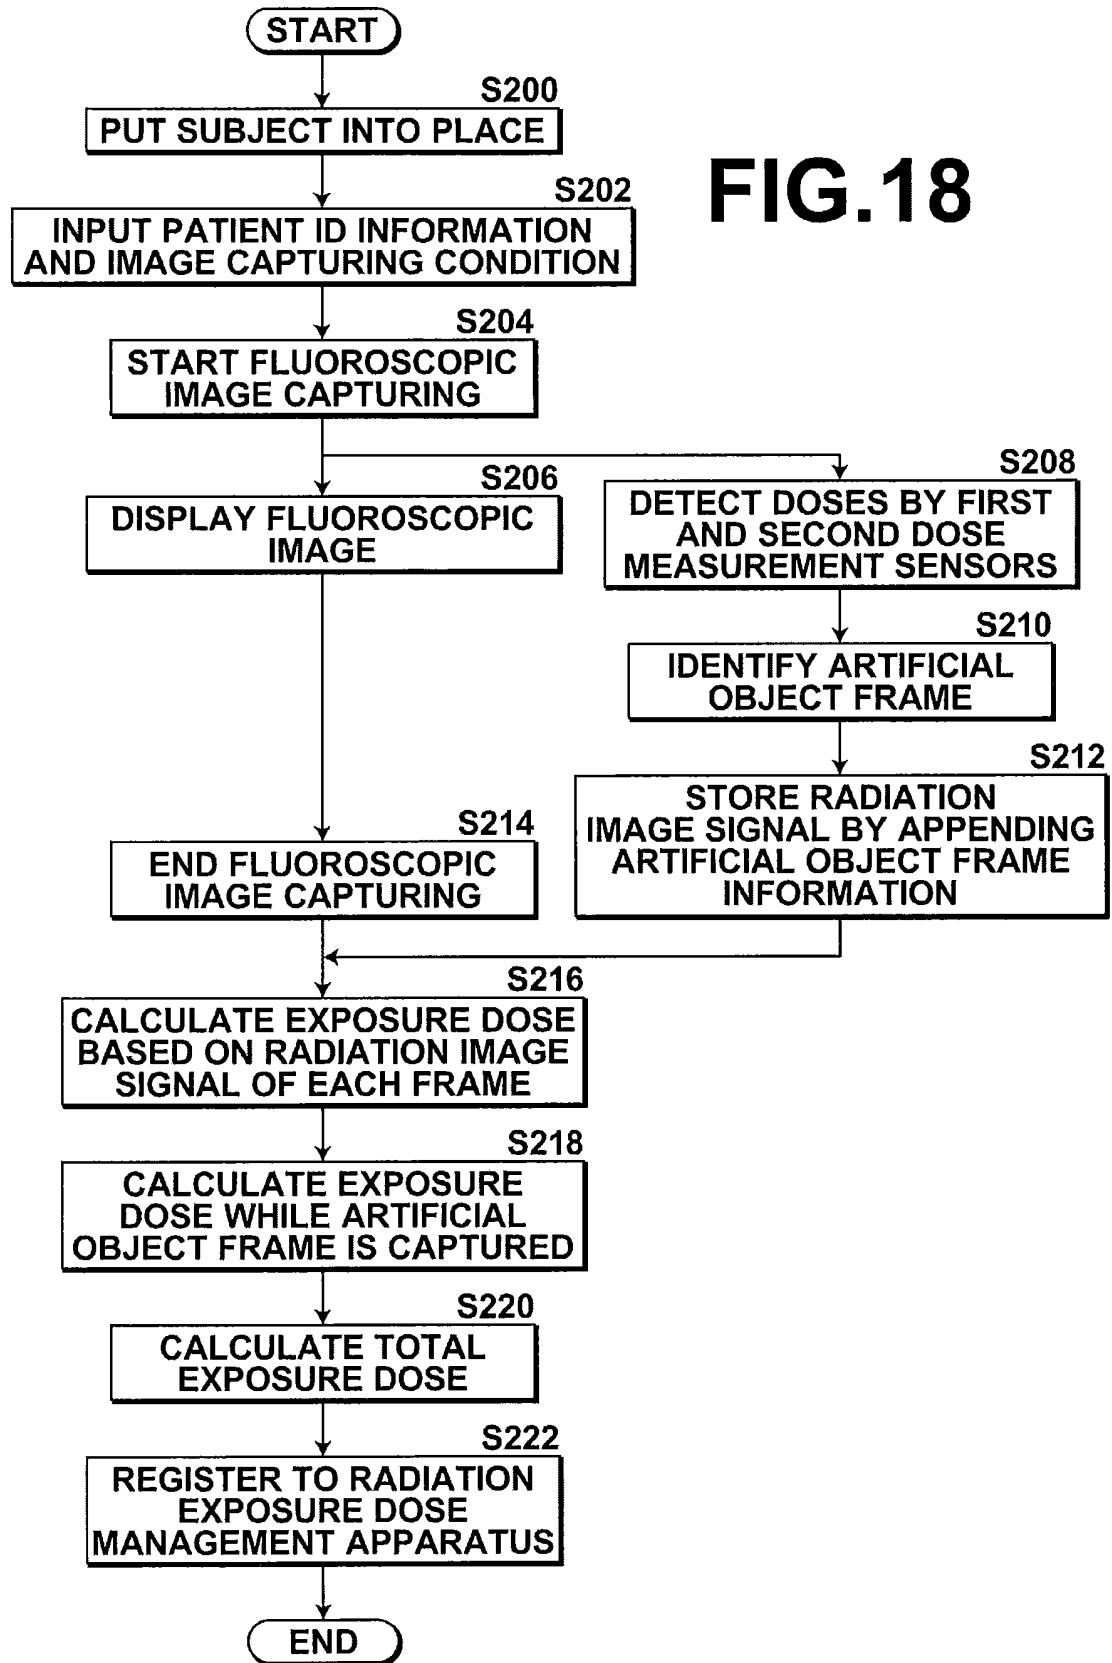 START
S200
PUT SUBJECT INTO PLACE
FIG.18
S202
INPUT PATIENT ID INFORMATION
AND IMAGE CAPTURING CONDITION
S204
START FLUOROSCOPIC
IMAGE CAPTURING
S206
DISPLAY FLUOROSCOPIC
IMAGE
S208
DETECT DOSES BY FIRST
AND SECOND DOSE
MEASUREMENT SENSORS
S210
IDENTIFY ARTIFICIAL
OBJECT FRAME
S212
STORE RADIATION
IMAGE SIGNAL BY APPENDING
ARTIFICIAL OBJECT FRAME
INFORMATION
S214
END FLUOROSCOPIC
IMAGE CAPTURING
S216
CALCULATE EXPOSURE DOSE
BASED ON RADIATION IMAGE
SIGNAL OF EACH FRAME
S218
CALCULATE EXPOSURE
DOSE WHILE ARTIFICIAL
OBJECT FRAME IS CAPTURED
S220
CALCULATE TOTAL
EXPOSURE DOSE
S222
REGISTER TO RADIATION
EXPOSURE DOSE
MANAGEMENT APPARATUS
END